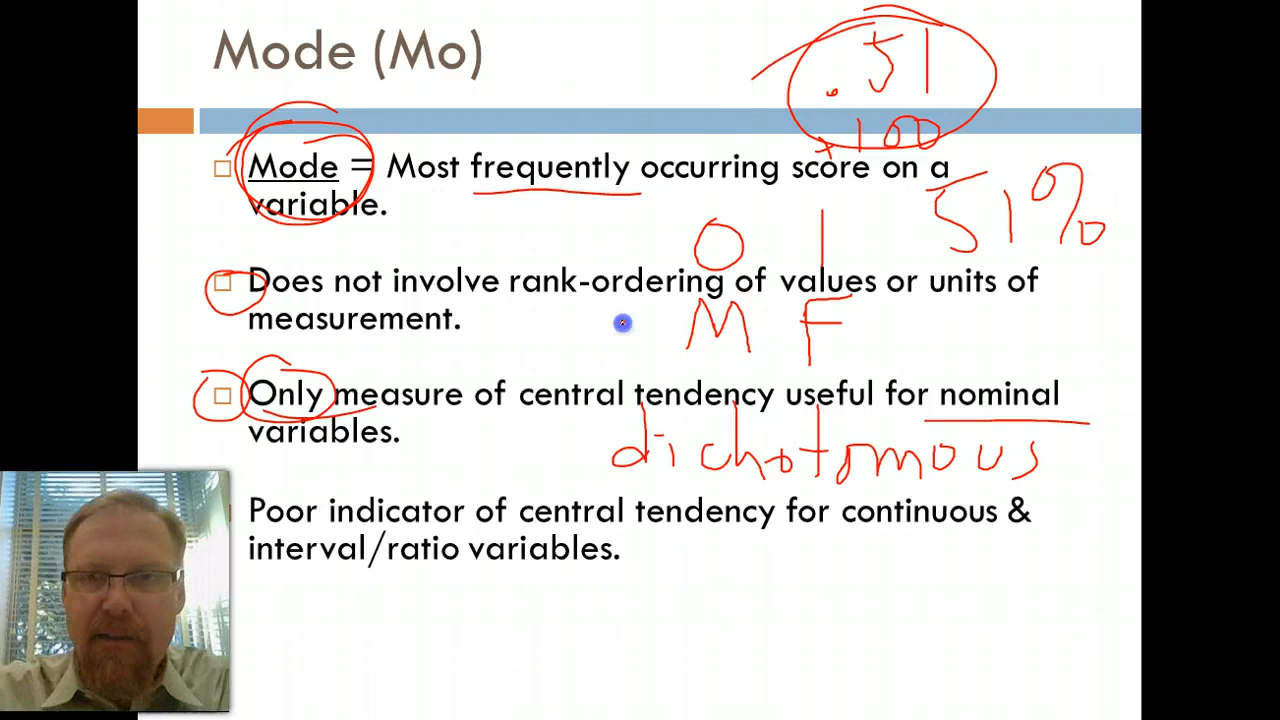 Mode (Mo)
.51
×100
Mode = Most frequently occurring score on a
variable.
51%
0 1
Does not involve rank-ordering of values or units of
measurement.
M F
Only measure of central tendency useful for nominal
variables.
dichotomous
Poor indicator of central tendency for continuous &
interval/ratio variables.